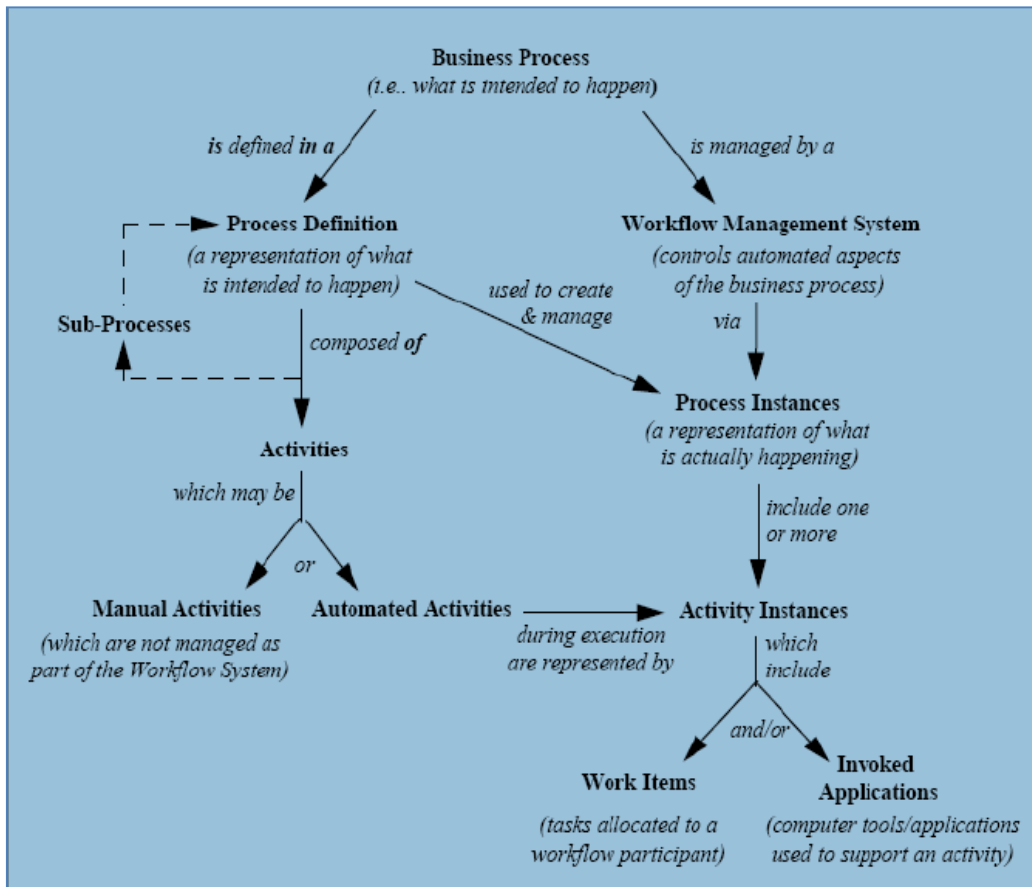 Business Process
(i.e.. what is intended to happen)
is defined in a
is managed by a
Process Definition
(a representation of what
is intended to happen)
Workflow Management System
(controls automated aspects
of the business process)
used to create
& manage
via
Sub-Processes
composed of
Process Instances
(a representation of what
is actually happening)
Activities
which may be
include one
or more
or
Manual Activities
(which are not managed as
part of the Workflow System)
Automated Activities
during execution
are represented by
Activity Instances
which
include
and/or
Work Items
(tasks allocated to a
workflow participant)
Invoked
Applications
(computer tools/applications
used to support an activity)